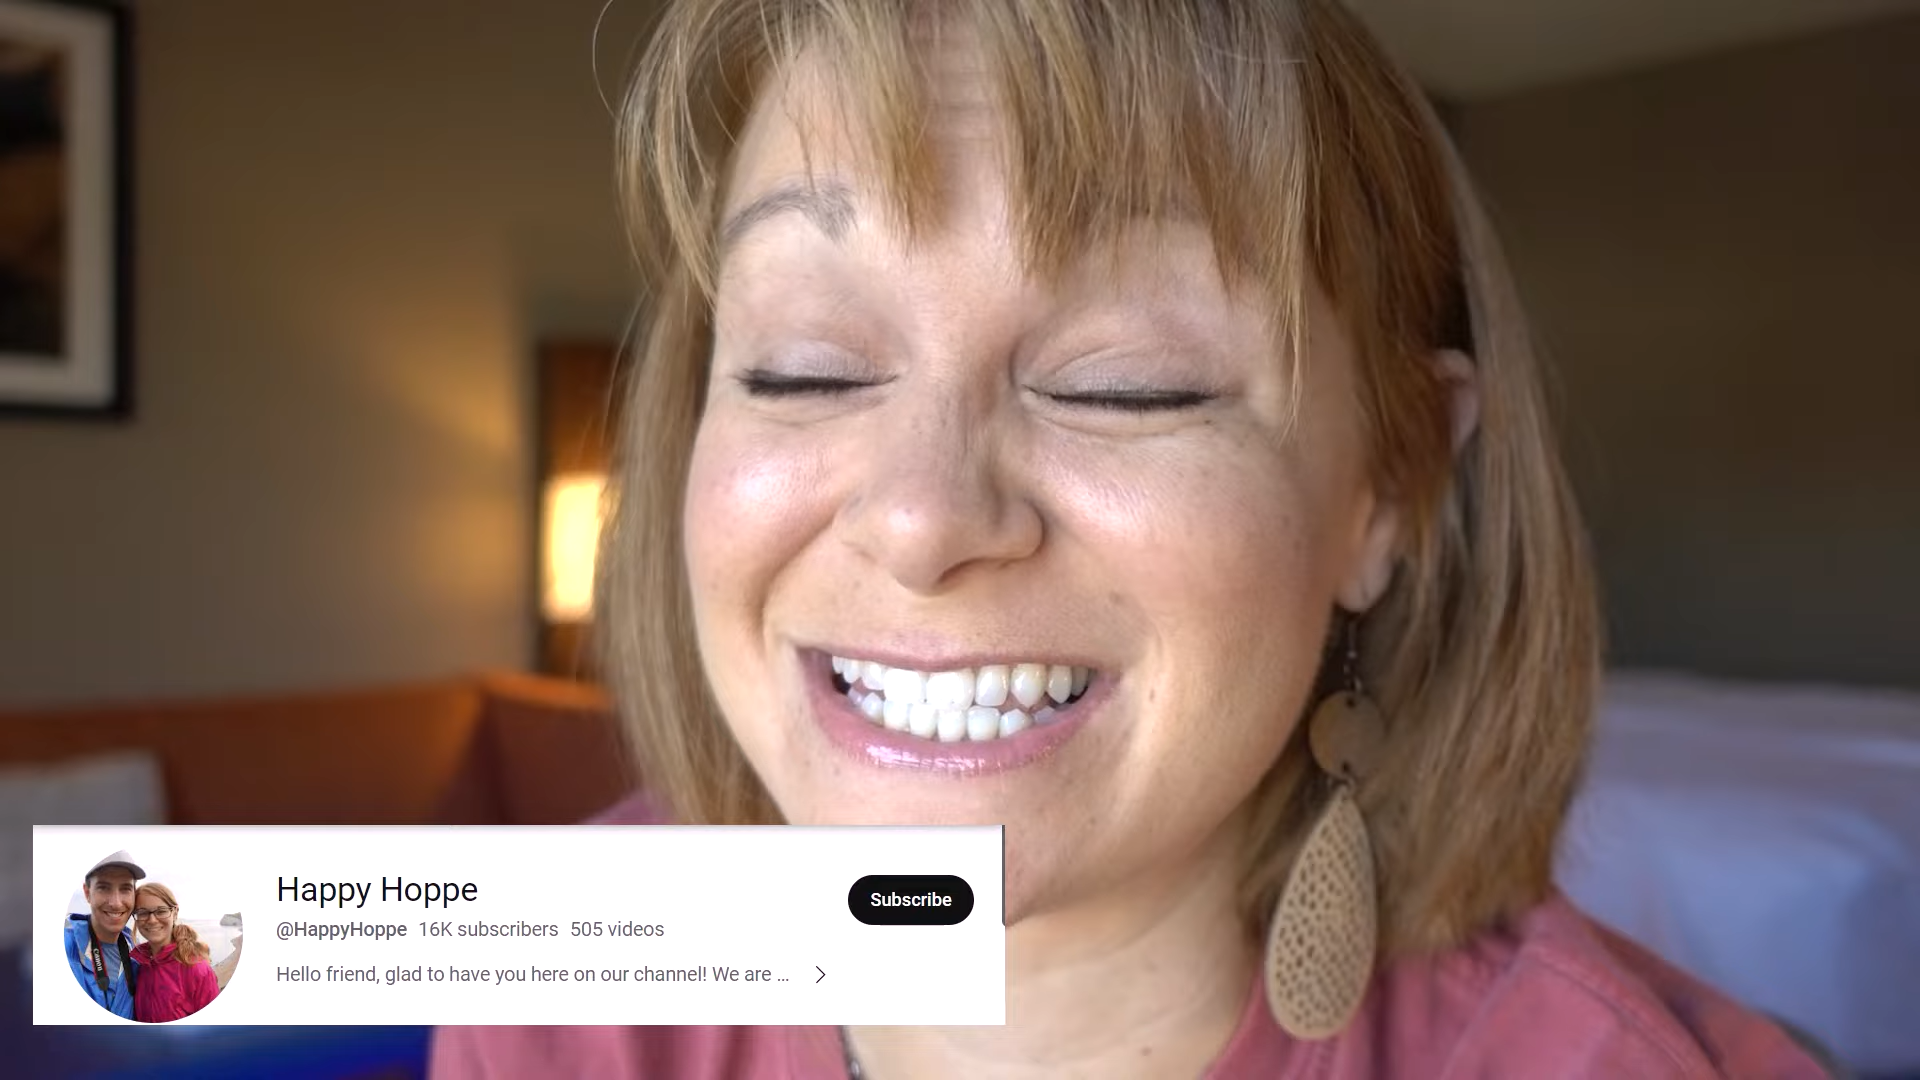 Happy Hoppe
@HappyHoppe 16K subscribers 505 videos
Hello friend, glad to have you here on our channel! We are ...
Subscribe